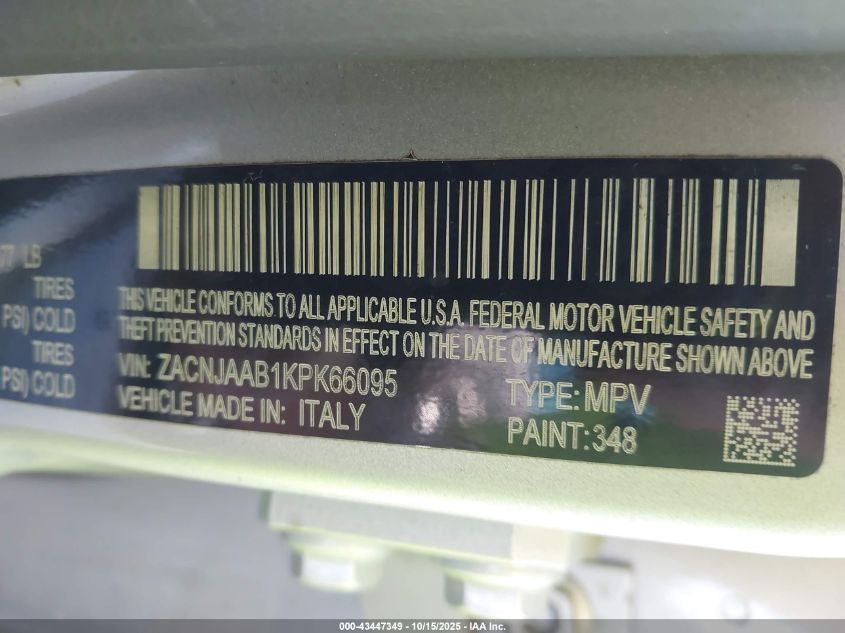 77 LB
TIRES
PSI) COLD
TIRES
PSI) COLD
THIS VEHICLE CONFORMS TO ALL APPLICABLE U.S.A. FEDERAL MOTOR VEHICLE SAFETY AND
THEFT PREVENTION STANDARDS IN EFFECT ON THE DATE OF MANUFACTURE SHOWN ABOVE
VIN: ZACNJAAB1KPK66095
TYPE: MPV
VEHICLE MADE IN: ITALY
PAINT: 348
000-43447349 | 10/15/2025 - IAA Inc.